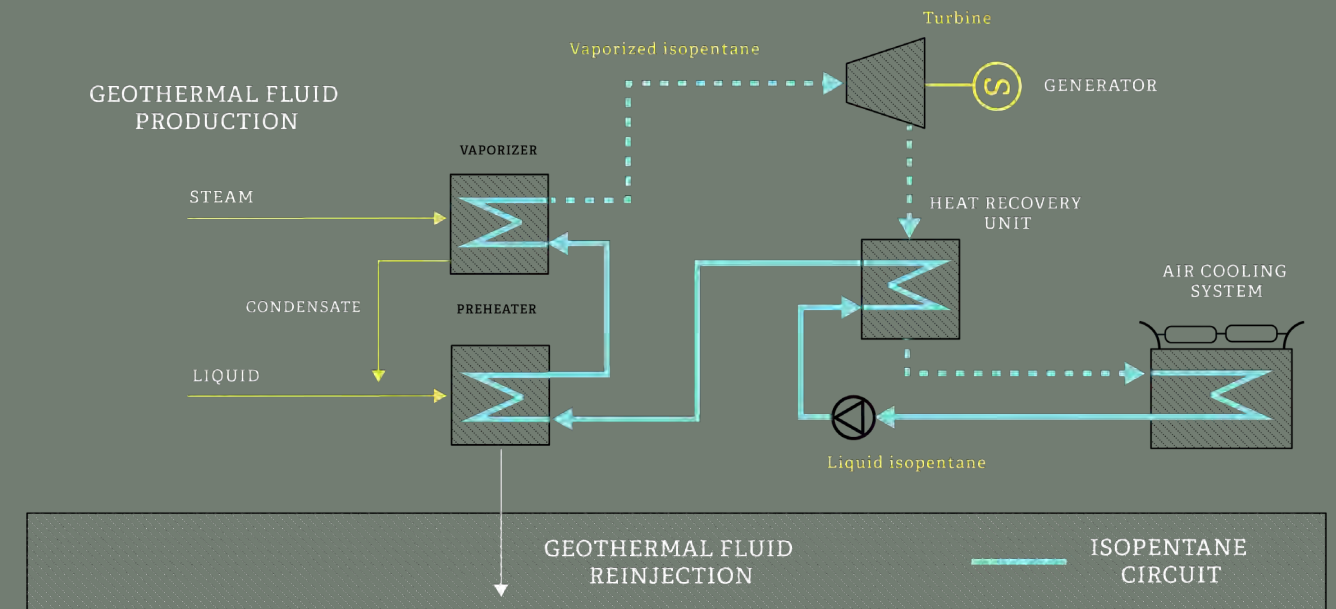 Turbine
Vaporized isopentane
GEOTHERMAL FLUID
PRODUCTION
S
GENERATOR
VAPORIZER
STEAM
HEAT RECOVERY
UNIT
AIR COOLING
SYSTEM
CONDENSATE
PREHEATER
LIQUID
Liquid isopentane
GEOTHERMAL FLUID
REINJECTION
ISOPENTANE
CIRCUIT